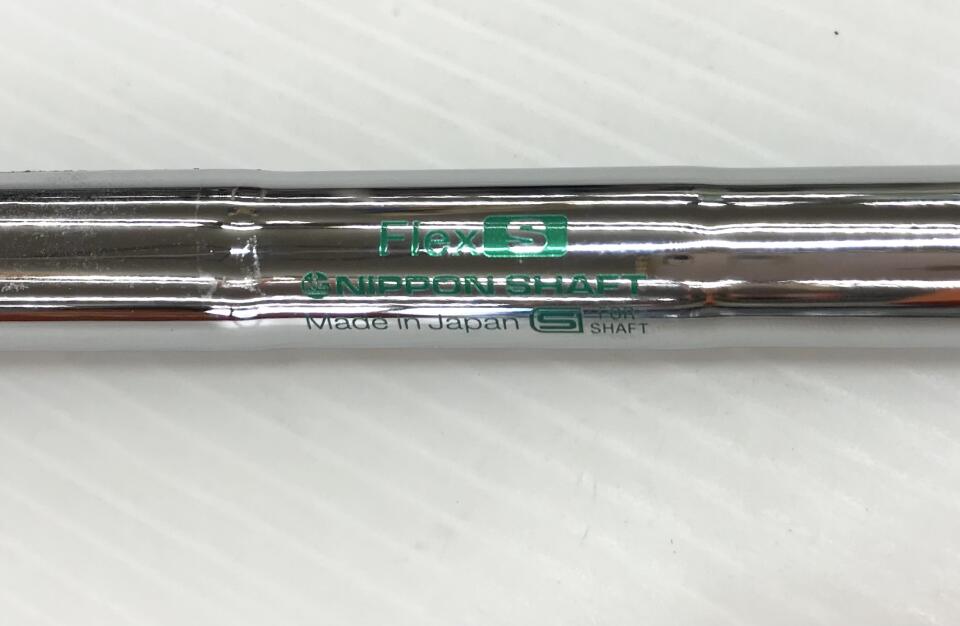 Flex S
NIPPON SHAFT
Made in Japan S FOR SHAFT